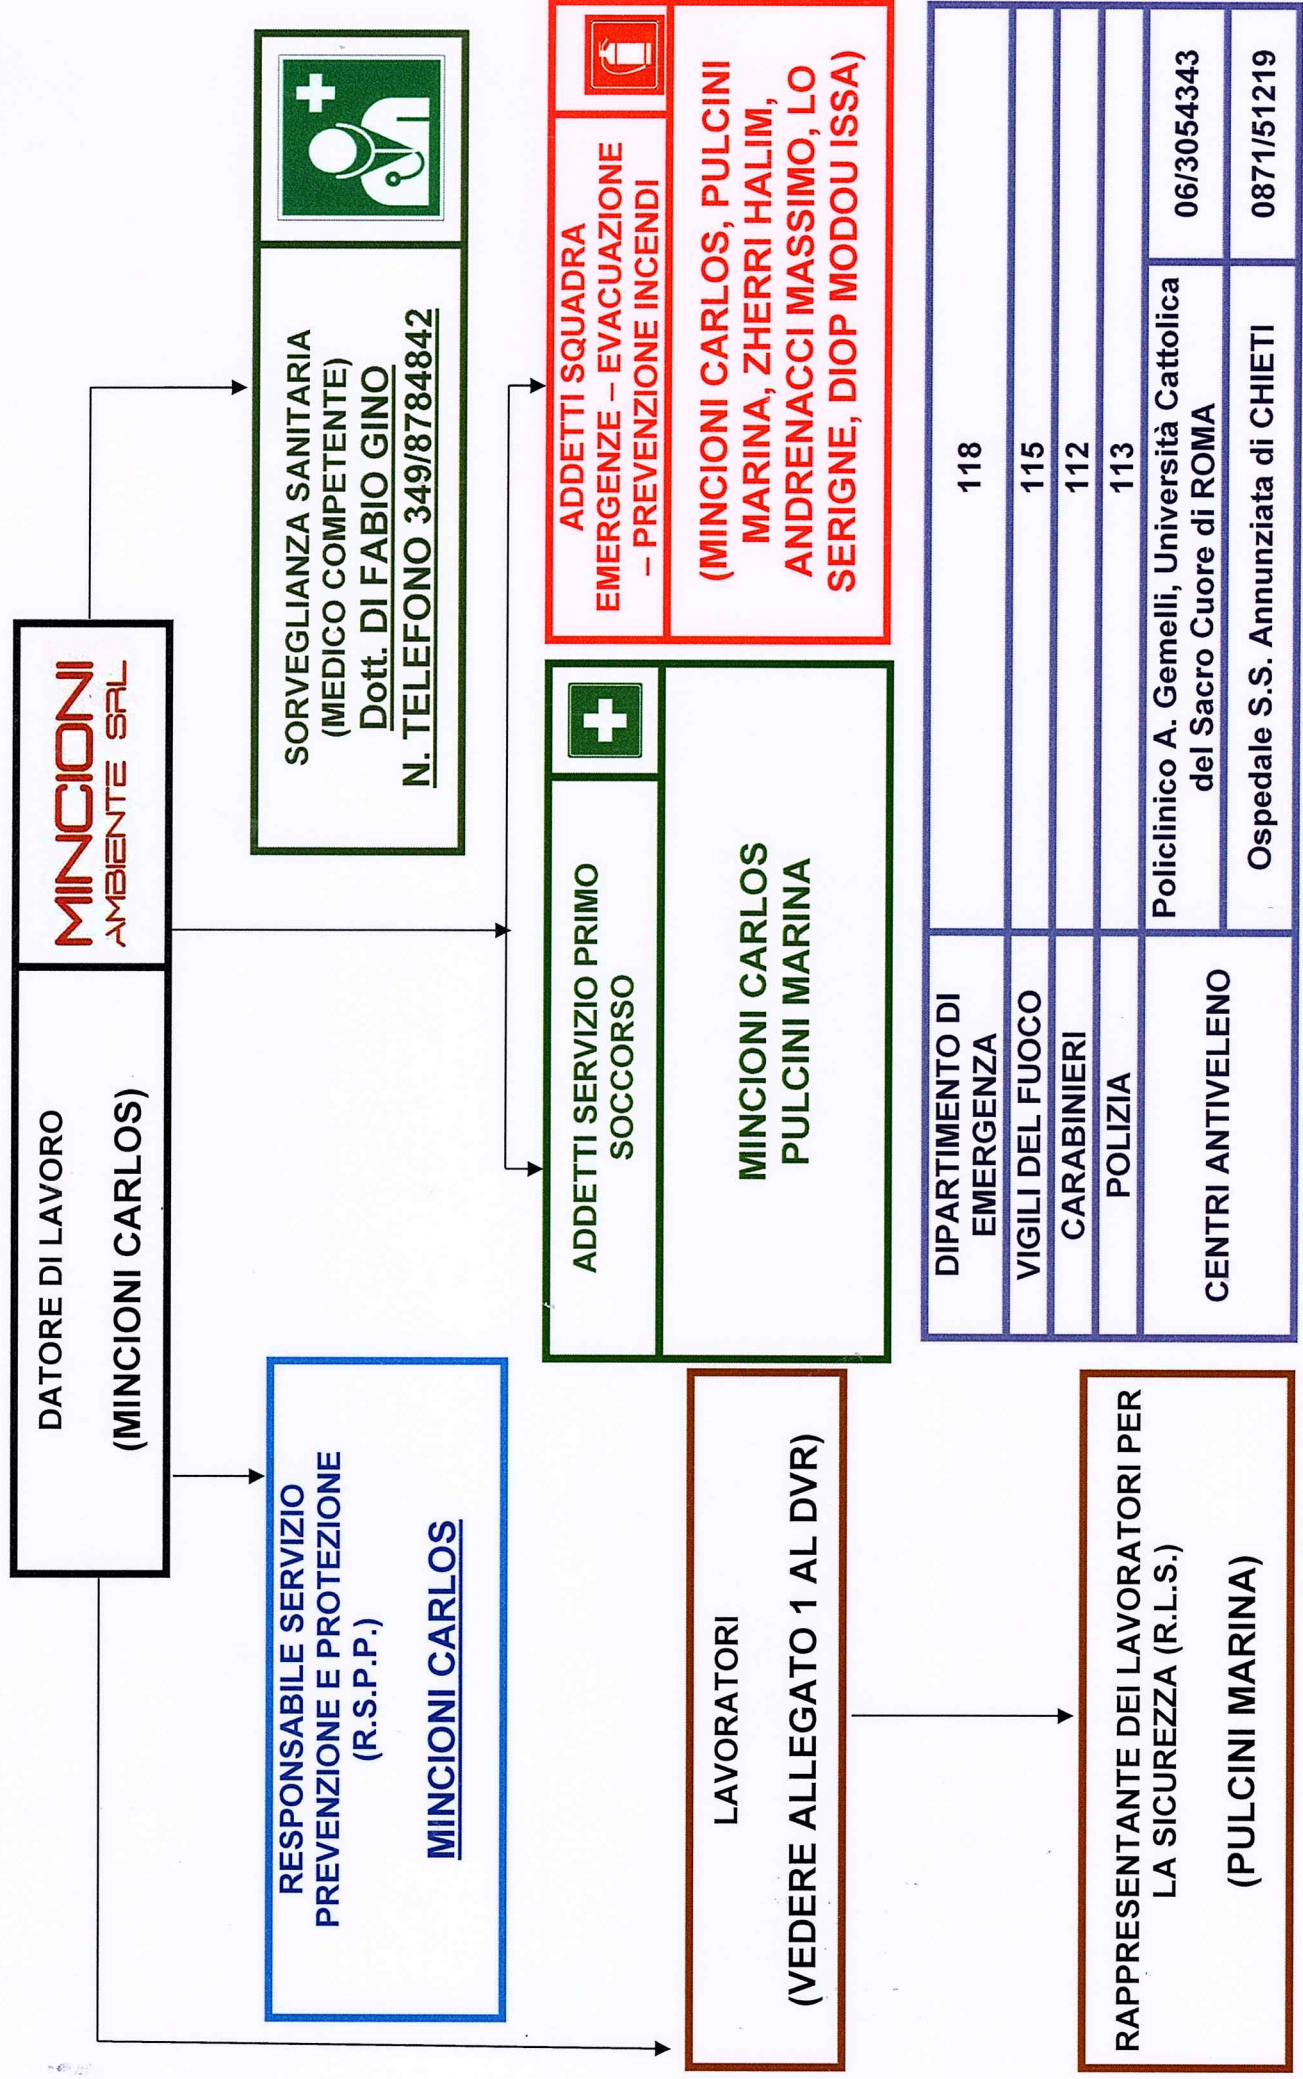 DATORE DI LAVORO
(MINCIONI CARLOS)
MINCIONI
AMBIENTE SRL
RESPONSABILE SERVIZIO
PREVENZIONE E PROTEZIONE
(R.S.P.P.)
MINCIONI CARLOS
SORVEGLIANZA SANITARIA
(MEDICO COMPETENTE)
Dott. DI FABIO GINO
N. TELEFONO 349/8784842
ADDETTI SERVIZIO PRIMO
SOCCORSO
MINCIONI CARLOS
PULCINI MARINA
ADDETTI SQUADRA
EMERGENZE – EVACUAZIONE
– PREVENZIONE INCENDI
(MINCIONI CARLOS, PULCINI
MARINA, ZHERRI HALIM,
ANDRENACCI MASSIMO, LO
SERIGNE, DIOP MODOU ISSA)
LAVORATORI
(VEDERE ALLEGATO 1 AL DVR)
RAPPRESENTANTE DEI LAVORATORI PER
LA SICUREZZA (R.L.S.)
(PULCINI MARINA)
DIPARTIMENTO DI
EMERGENZA
118
VIGILI DEL FUOCO
115
CARABINIERI
112
POLIZIA
113
CENTRI ANTIVELENO
Policlinico A. Gemelli, Università Cattolica
del Sacro Cuore di ROMA
06/3054343
Ospedale S.S. Annunziata di CHIETI
0871/51219